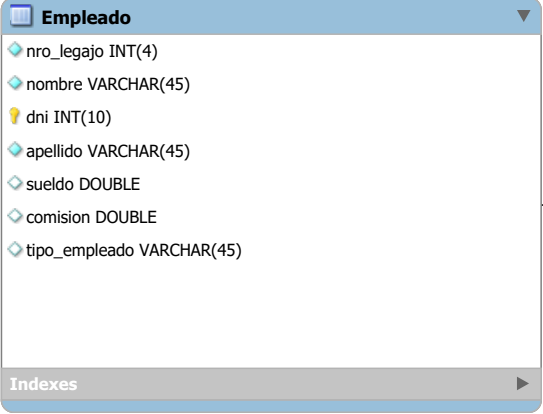 Empleado
nro_legajo INT(4)
nombre VARCHAR(45)
dni INT(10)
apellido VARCHAR(45)
sueldo DOUBLE
comision DOUBLE
tipo_empleado VARCHAR(45)
Indexes